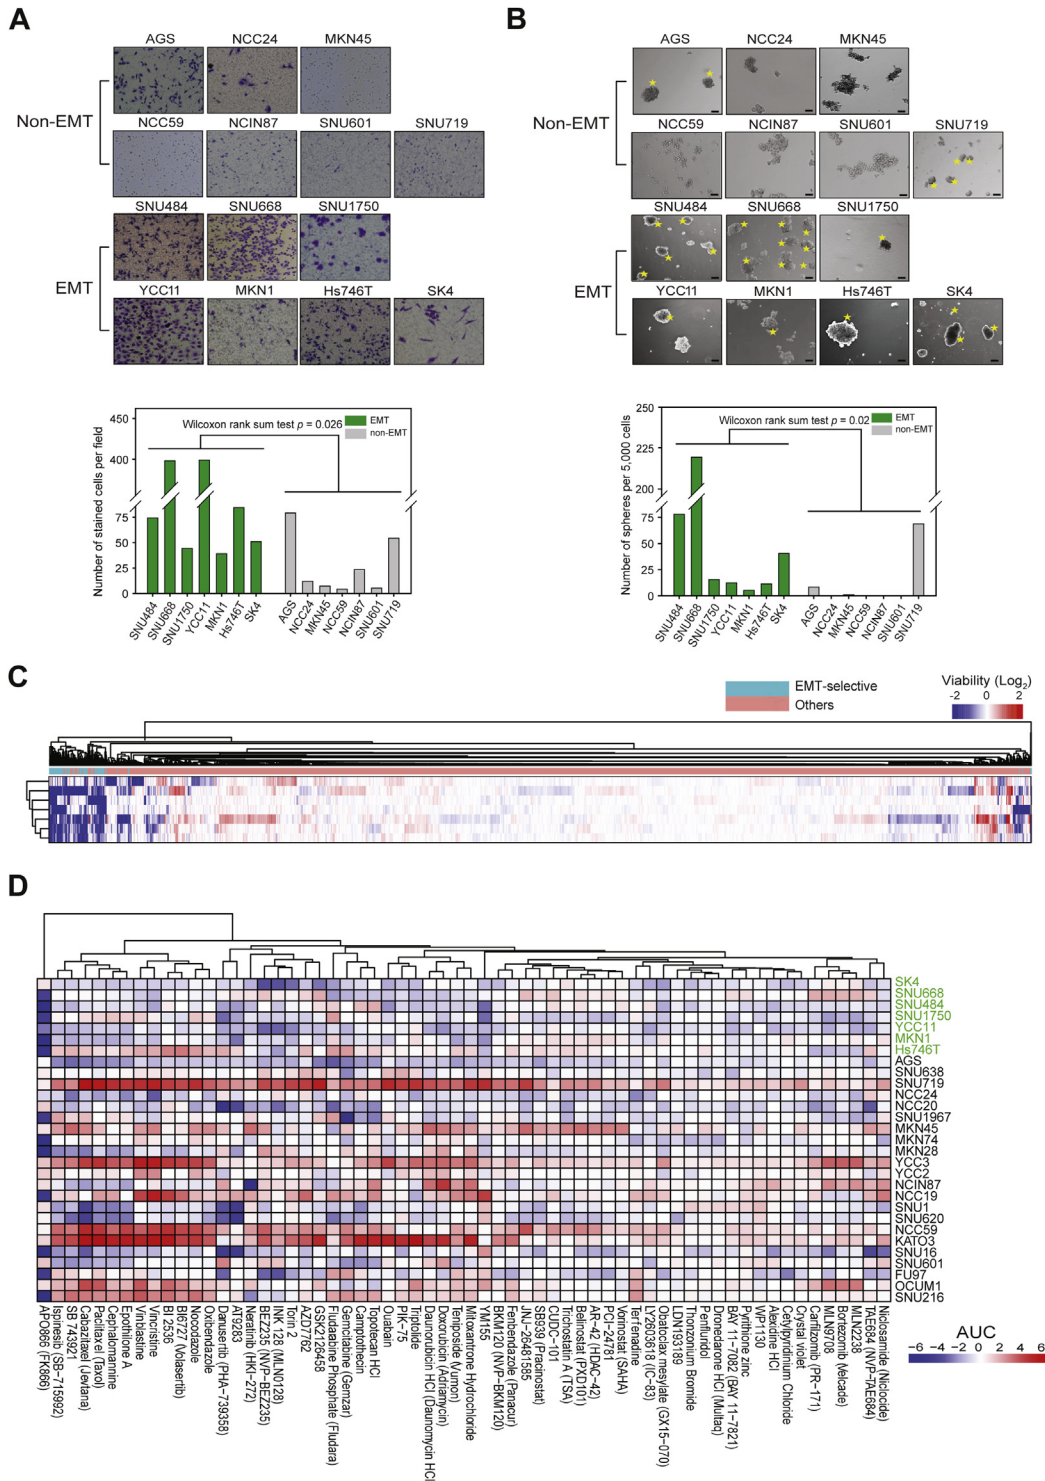 A
AGS NCC24 MKN45
Non-EMT
NCC59 NCIN87 SNU601 SNU719
SNU484 SNU668 SNU1750
EMT
YCC11 MKN1 Hs746T SK4
Number of stained cells per field
450
400
75
50
25
0
Wilcoxon rank sum test p = 0.026
EMT
non-EMT
SNU484 SNU668 SNU1750 YCC11 MKN1 Hs746T SK4 AGS NCC24 MKN45 NCC59 NCIN87 SNU601 SNU719
B
AGS NCC24 MKN45
Non-EMT
NCC59 NCIN87 SNU601 SNU719
SNU484 SNU668 SNU1750
EMT
YCC11 MKN1 Hs746T SK4
Number of spheres per 5,000 cells
250
225
200
75
50
25
0
Wilcoxon rank sum test p = 0.02
EMT
non-EMT
SNU484 SNU668 SNU1750 YCC11 MKN1 Hs746T SK4 AGS NCC24 MKN45 NCC59 NCIN87 SNU601 SNU719
C
EMT-selective
Others
Viability (Log2)
-2 0 2
D
SK4
SNU668
SNU484
SNU1750
YCC11
MKN1
Hs746T
AGS
SNU638
SNU719
NCC24
NCC20
SNU1967
MKN45
MKN74
MKN28
YCC3
YCC2
NCIN87
NCC19
SNU1
SNU620
NCC59
KATO3
SNU16
SNU601
FU97
OCUM1
SNU216
APO866 (FK866)
Ispinesib (SB-715992)
SB 743921
Cabazitaxel (Jevtana)
Paclitaxel (Taxol)
Cephalomannine
Epothilone A
Vinblastine
Vincristine
BI 2536
BI6727 (Volasertib)
Nocodazole
Oxibendazole
Danusertib (PHA-739358)
AT9283
Neratinib (HKI-272)
BEZ235 (NVP-BEZ235)
INK 128 (MLN0128)
Torin 2
AZD7762
GSK2126458
Fludarabine Phosphate (Fludara)
Gemcitabine (Gemzar)
Camptothecin
Topotecan HCl
Ouabain
PIK-75
Triptolide
Daunorubicin HCl (Daunomycin HCl)
Doxorubicin (Adriamycin)
Teniposide (Vumon)
Mitoxantrone Hydrochloride
YM155
BKM120 (NVP-BKM120)
Fenbendazole (Panacur)
JNJ-26481585
SB939 (Pracinostat)
CUDC-101
Trichostatin A (TSA)
Belinostat (PXD101)
AR-42 (HDAC-42)
PCI-24781
Vorinostat (SAHA)
Terfenadine
LY2603618 (IC-83)
Obatoclax mesylate (GX15-070)
LDN193189
Thonzonium Bromide
Penfluridol
Dronedarone HCl (Multaq)
BAY 11-7082 (BAY 11-7821)
Pyrithione zinc
WP1130
Alexidine HCl
Cetylpyridinium Chloride
Crystal violet
Carfilzomib (PR-171)
MLN9708
Bortezomib (Velcade)
MLN2238
TAE684 (NVP-TAE684)
Niclosamide (Niclocide)
AUC
-6 -4 -2 0 2 4 6